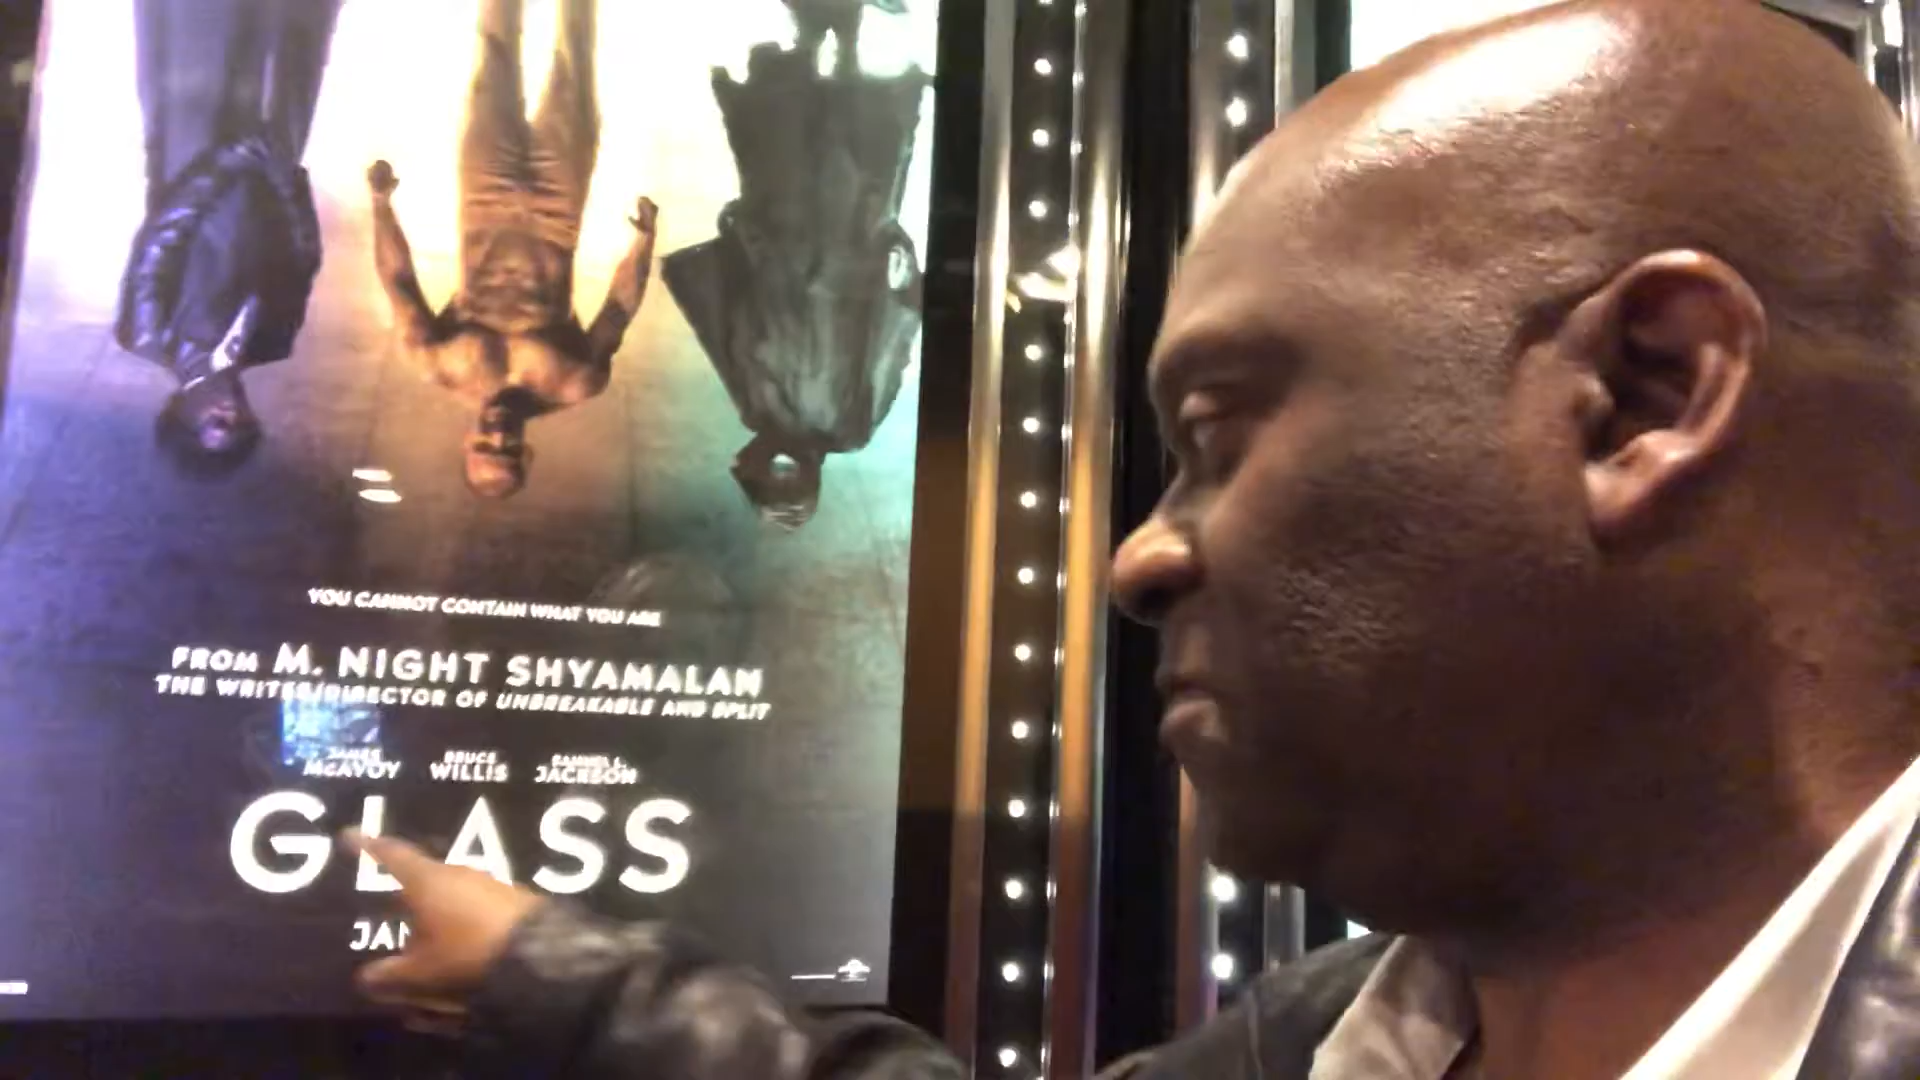 YOU CANNOT CONTAIN WHAT YOU ARE
FROM M. NIGHT SHYAMALAN
THE WRITER/DIRECTOR OF UNBREAKABLE AND SPLIT
JAMES BRUCE SAMUEL L.
McAVOY WILLIS JACKSON
GLASS
JAN